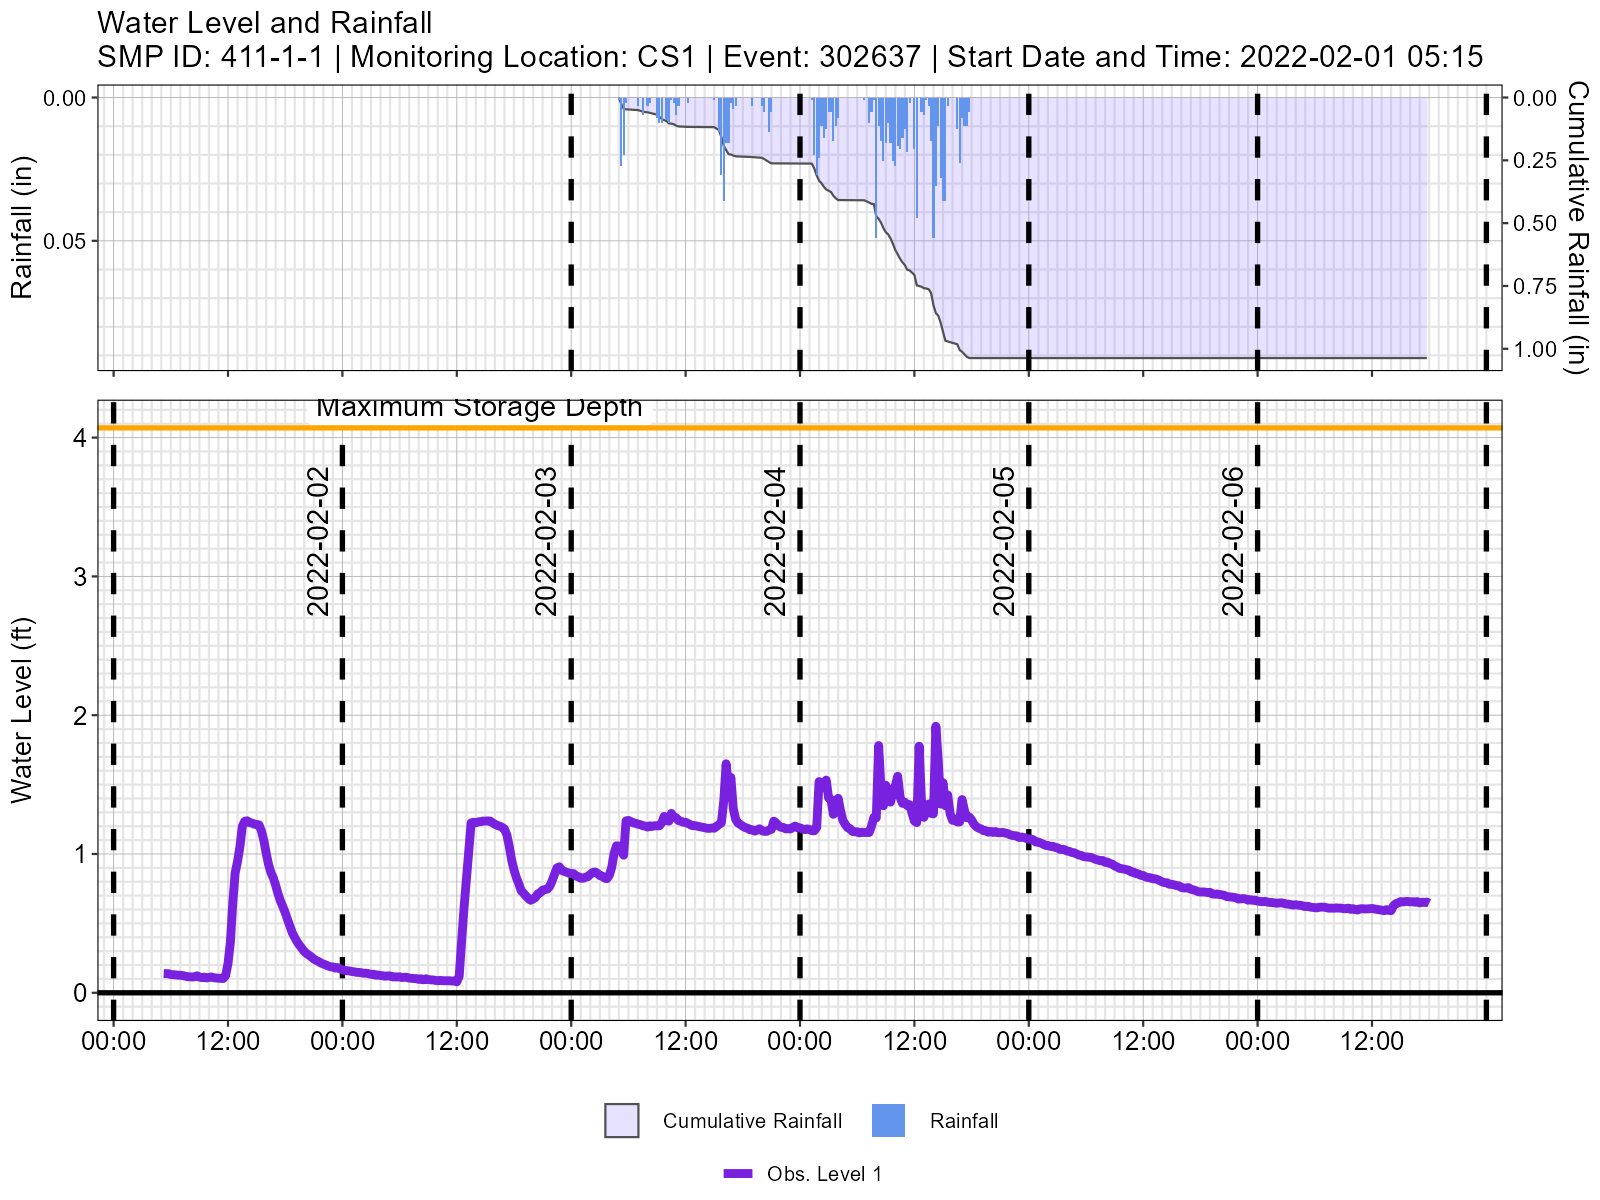 Water Level and Rainfall
SMP ID: 411-1-1 | Monitoring Location: CS1 | Event: 302637 | Start Date and Time: 2022-02-01 05:15
Rainfall (in)
0.00
0.05
0.00
0.25
0.50
0.75
1.00
Cumulative Rainfall (in)
Maximum Storage Depth
Water Level (ft)
4
3
2
1
0
2022-02-02
2022-02-03
2022-02-04
2022-02-05
2022-02-06
00:00 12:00 00:00 12:00 00:00 12:00 00:00 12:00 00:00 12:00 00:00 12:00
Cumulative Rainfall Rainfall
Obs. Level 1